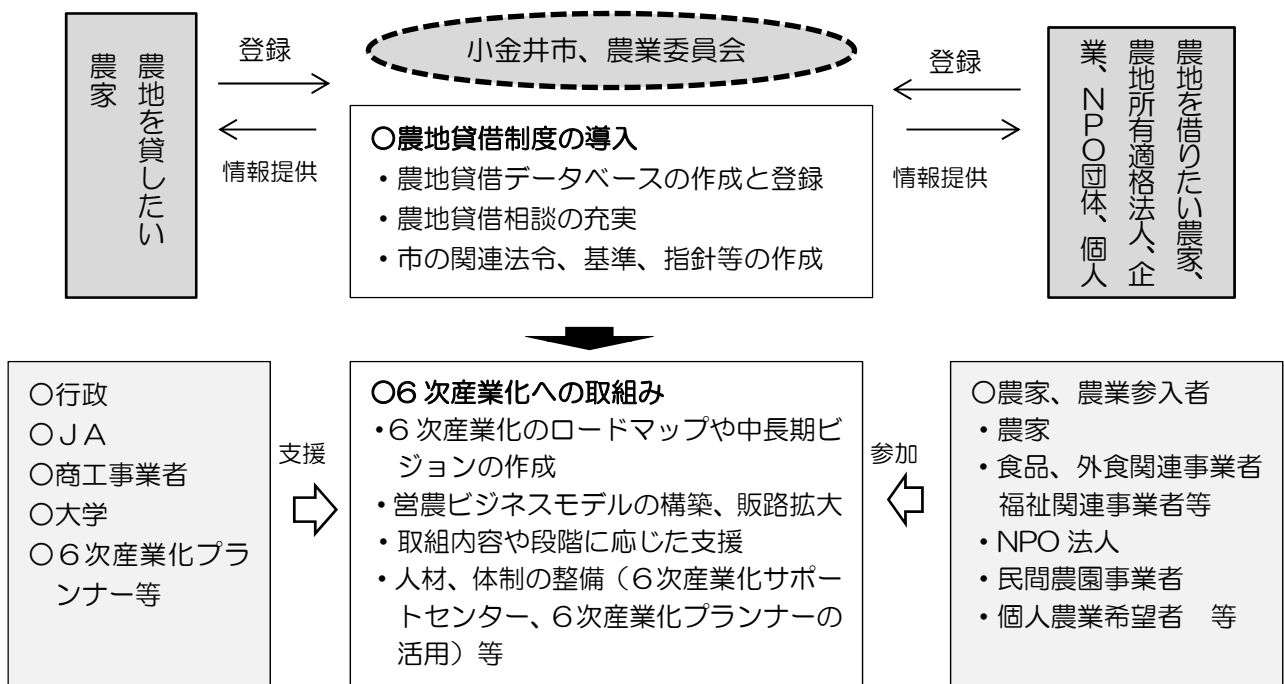 農地を貸したい
農家
登録
情報提供
小金井市、農業委員会
○農地貸借制度の導入
・農地貸借データベースの作成と登録
・農地貸借相談の充実
・市の関連法令、基準、指針等の作成
登録
情報提供
農地を借りたい農家、
農地所有適格法人、企
業、NPO団体、個人
○行政
○JA
○商工事業者
○大学
○6次産業化プラ
ンナー等
支援
○6次産業化への取組み
・6次産業化のロードマップや中長期ビ
ジョンの作成
・営農ビジネスモデルの構築、販路拡大
・取組内容や段階に応じた支援
・人材、体制の整備（6次産業化サポー
トセンター、6次産業化プランナーの
活用）等
参加
○農家、農業参入者
・農家
・食品、外食関連事業者
福祉関連事業者等
・NPO 法人
・民間農園事業者
・個人農業希望者　等